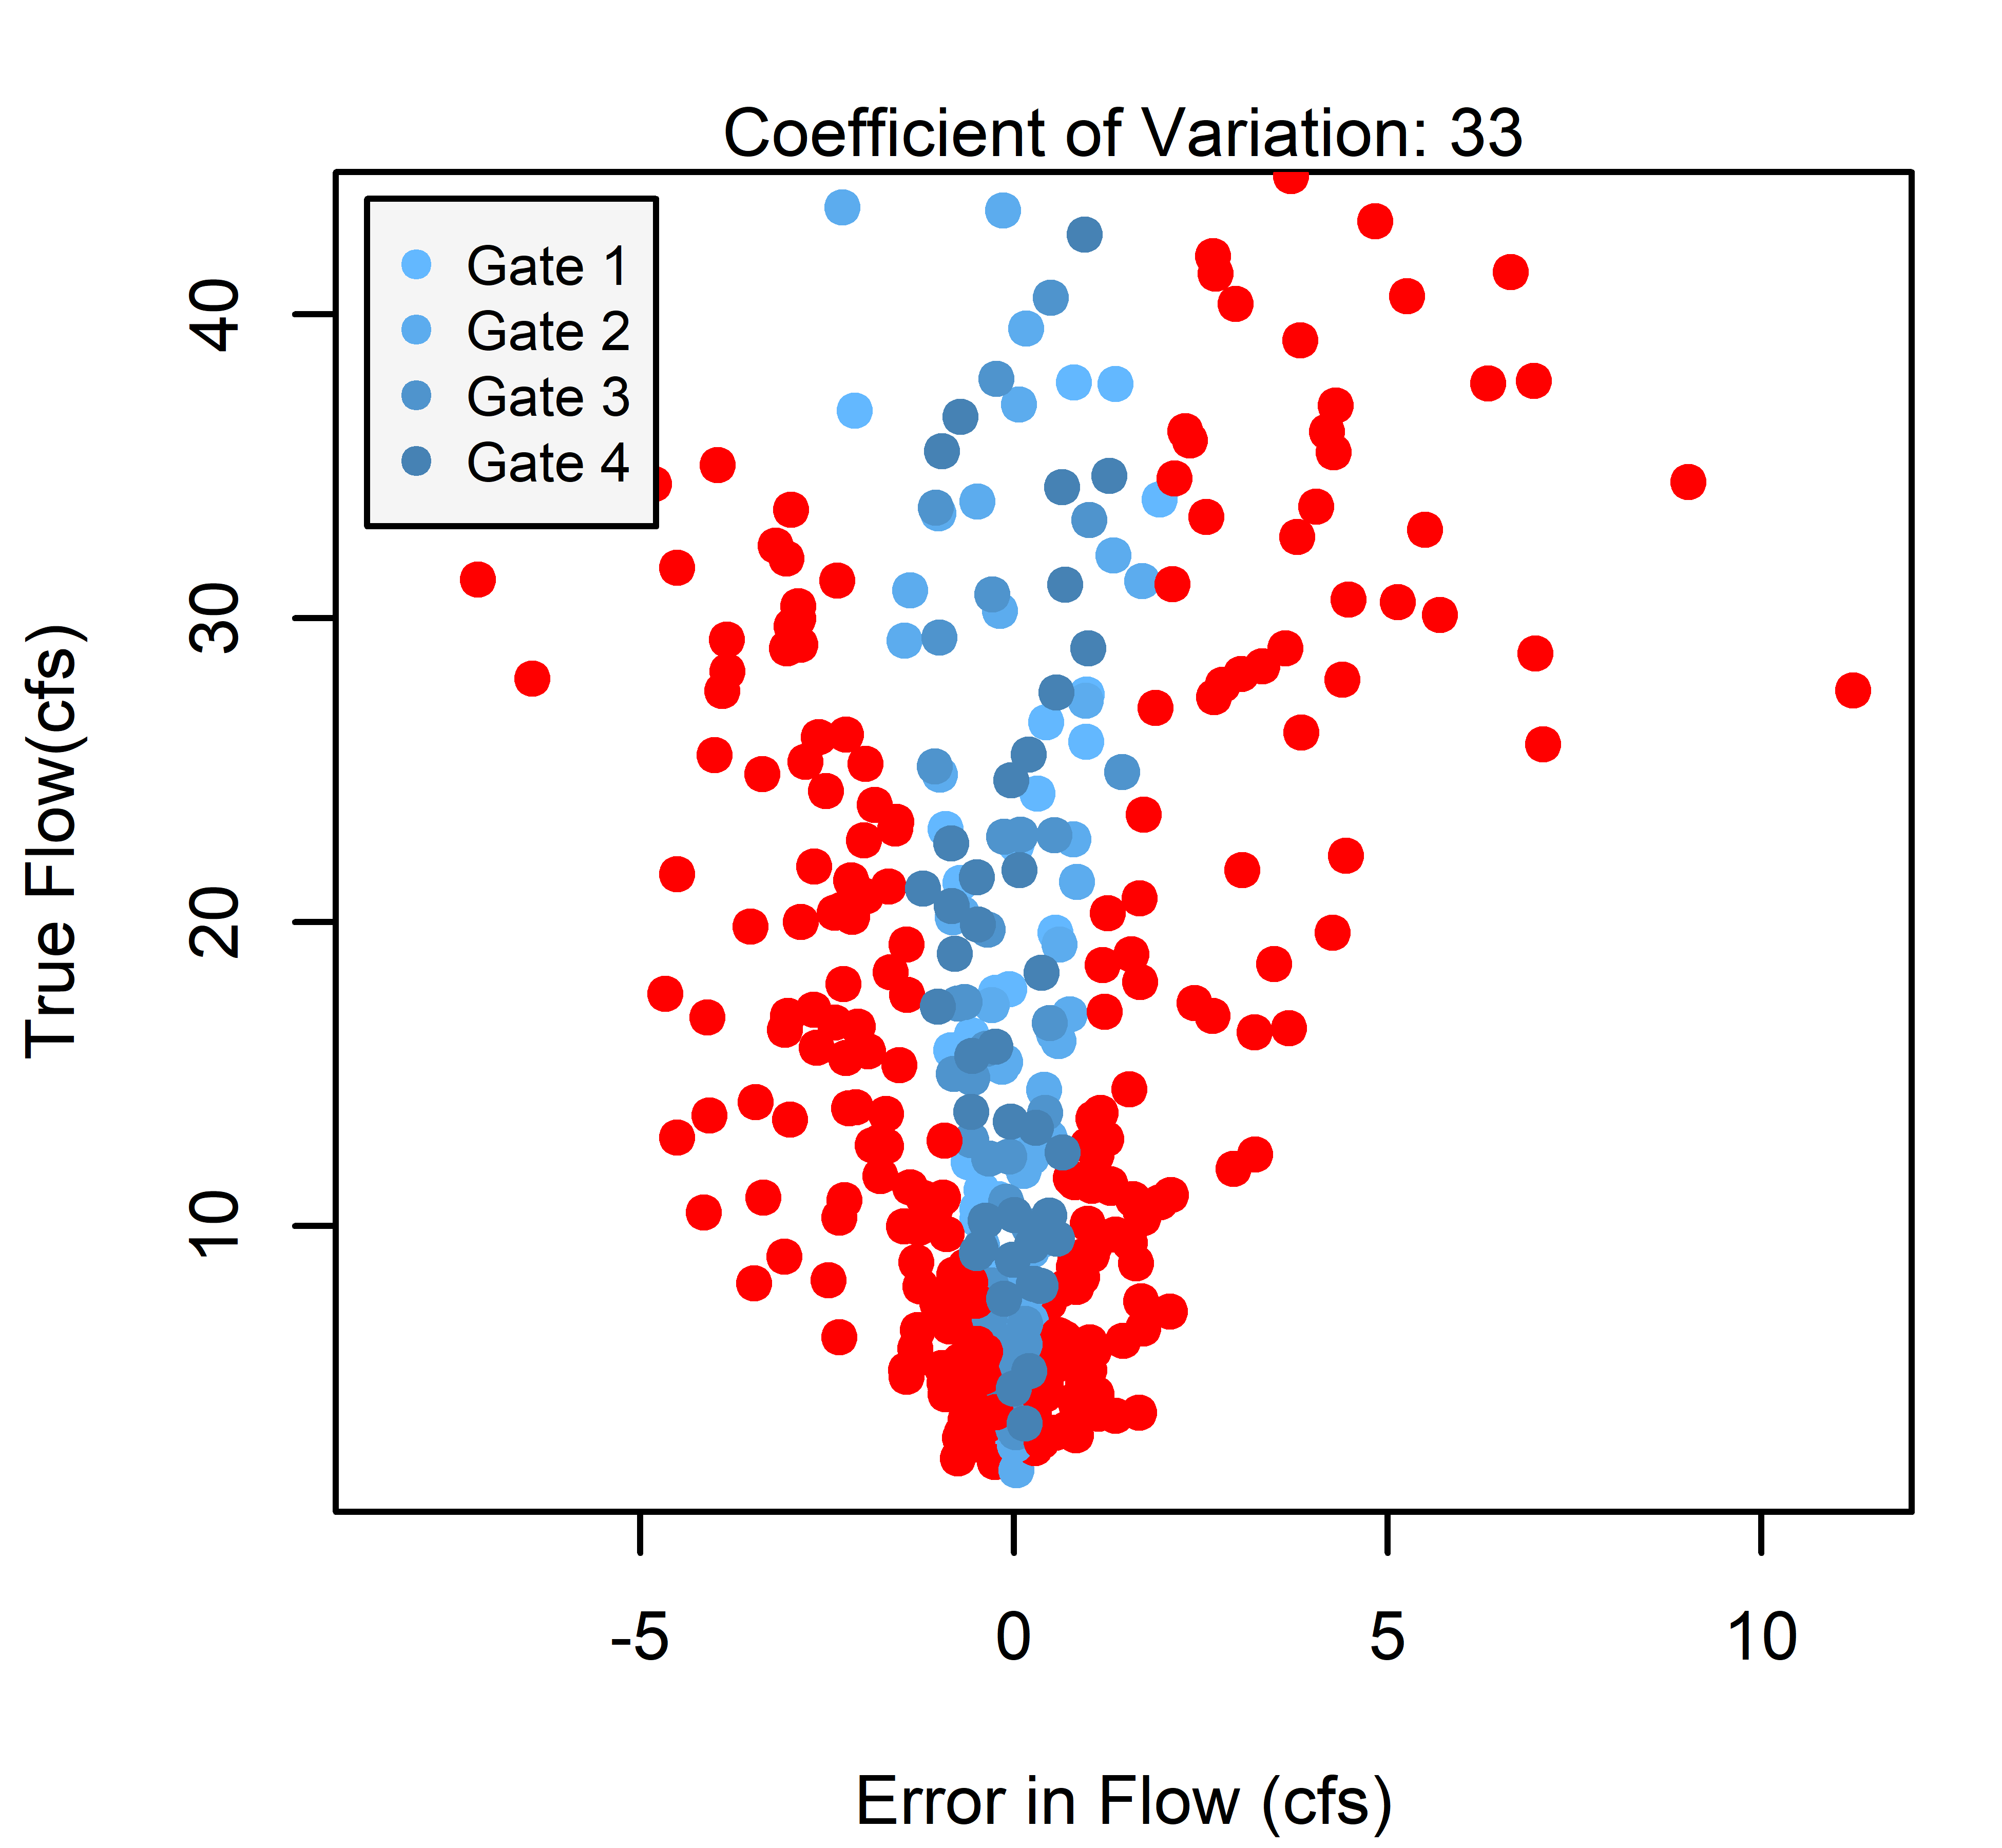 Coefficient of Variation: 33
Gate 1
Gate 2
Gate 3
Gate 4
True Flow(cfs)
40
30
20
10
-5 0 5 10
Error in Flow (cfs)